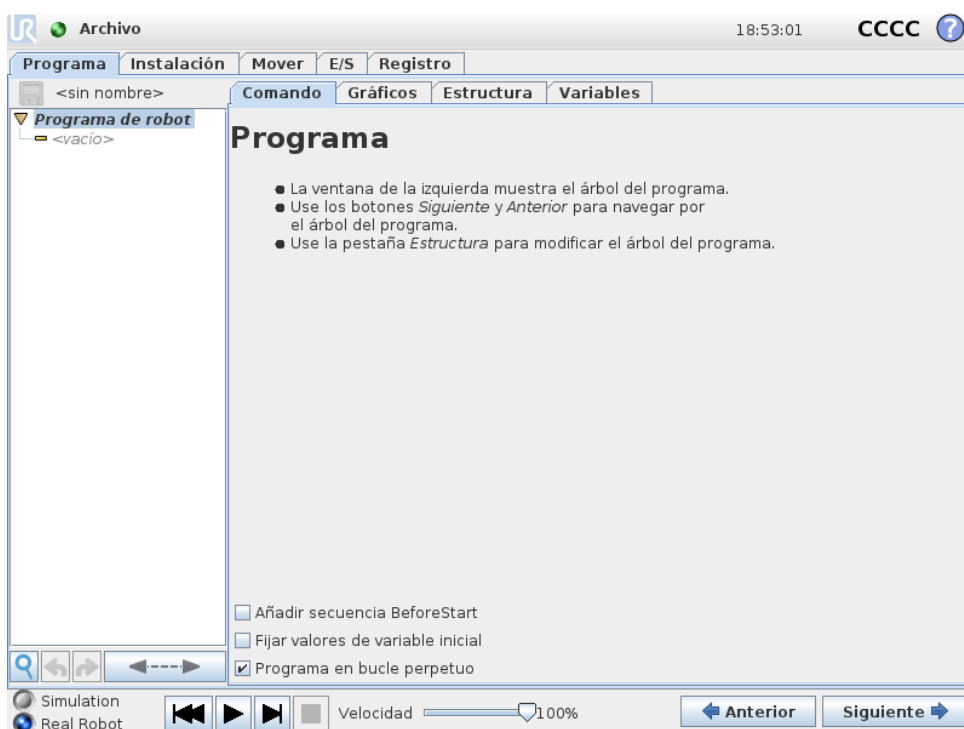 UR Archivo 18:53:01 CCCC ?
Programa Instalación Mover E/S Registro
<sin nombre> Comando Gráficos Estructura Variables
Programa de robot
<vacío>
Programa
La ventana de la izquierda muestra el árbol del programa.
Use los botones Siguiente y Anterior para navegar por
el árbol del programa.
Use la pestaña Estructura para modificar el árbol del programa.
Añadir secuencia BeforeStart
Fijar valores de variable inicial
Programa en bucle perpetuo
Simulation
Real Robot
Velocidad 100% Anterior Siguiente